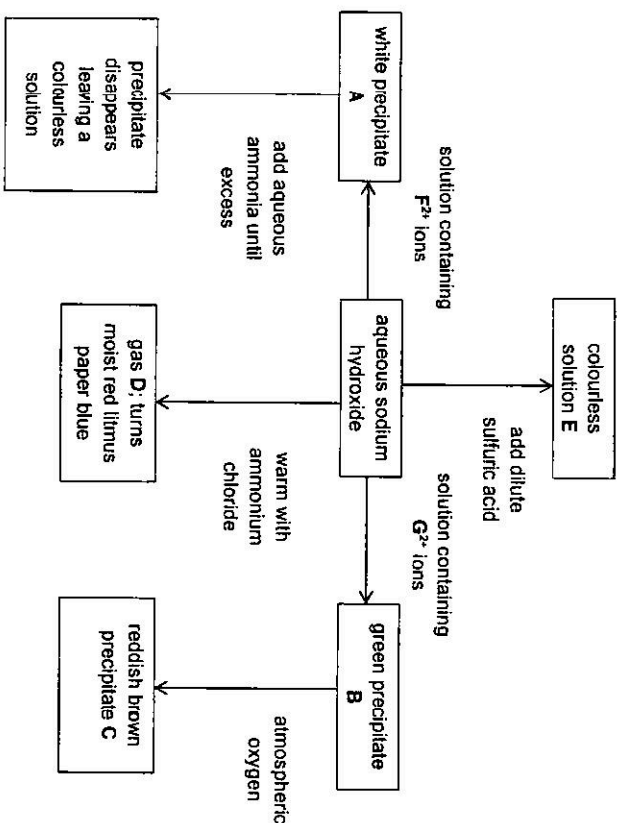 colourless
solution E
add dilute
sulfuric acid
solution containing
F²⁺ ions
solution containing
G²⁺ ions
white precipitate
A
aqueous sodium
hydroxide
green precipitate
B
add aqueous
ammonia until
excess
warm with
ammonium
chloride
atmospheric
oxygen
precipitate
disappears
leaving a
colourless
solution
gas D; turns
moist red litmus
paper blue
reddish brown
precipitate C